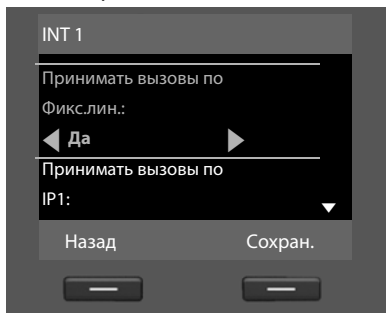 INT 1
Принимать вызовы по
Фикс.лин.:
Да
Принимать вызовы по
IP1:
Назад Сохран.